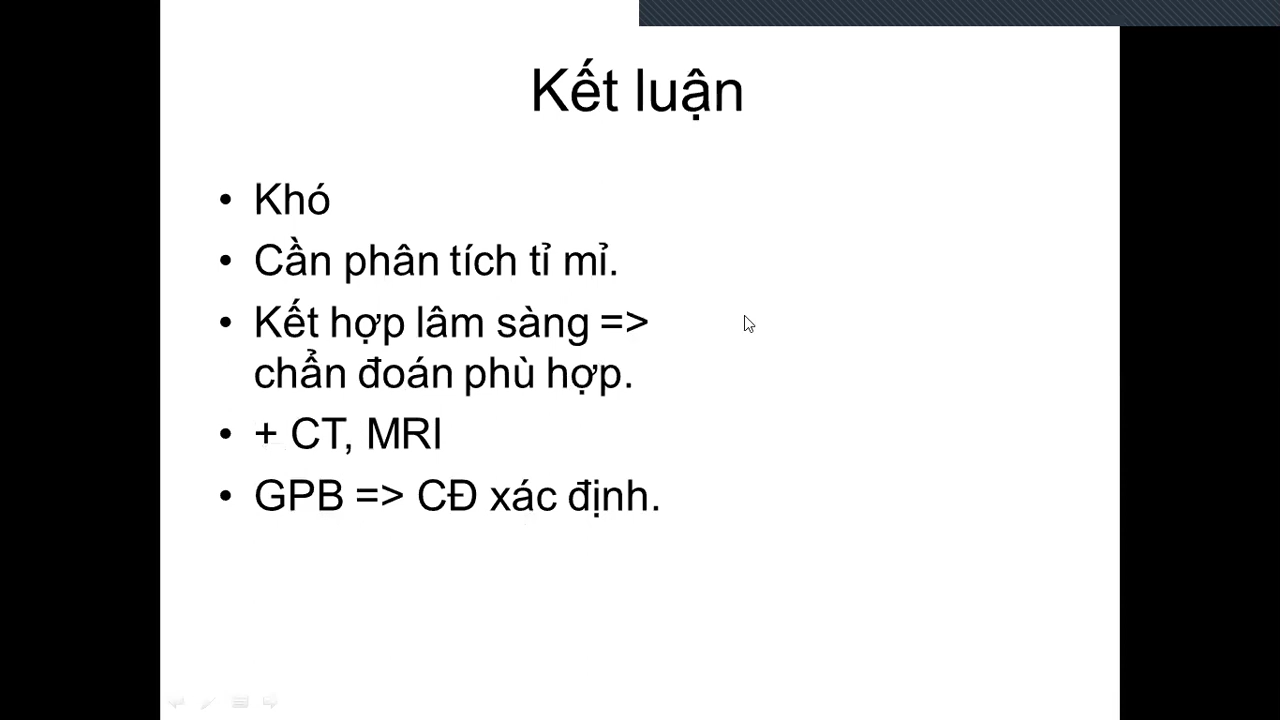 Kết luận
• Khó
• Cần phân tích tỉ mỉ.
• Kết hợp lâm sàng =>
chẩn đoán phù hợp.
• + CT, MRI
• GPB => CĐ xác định.